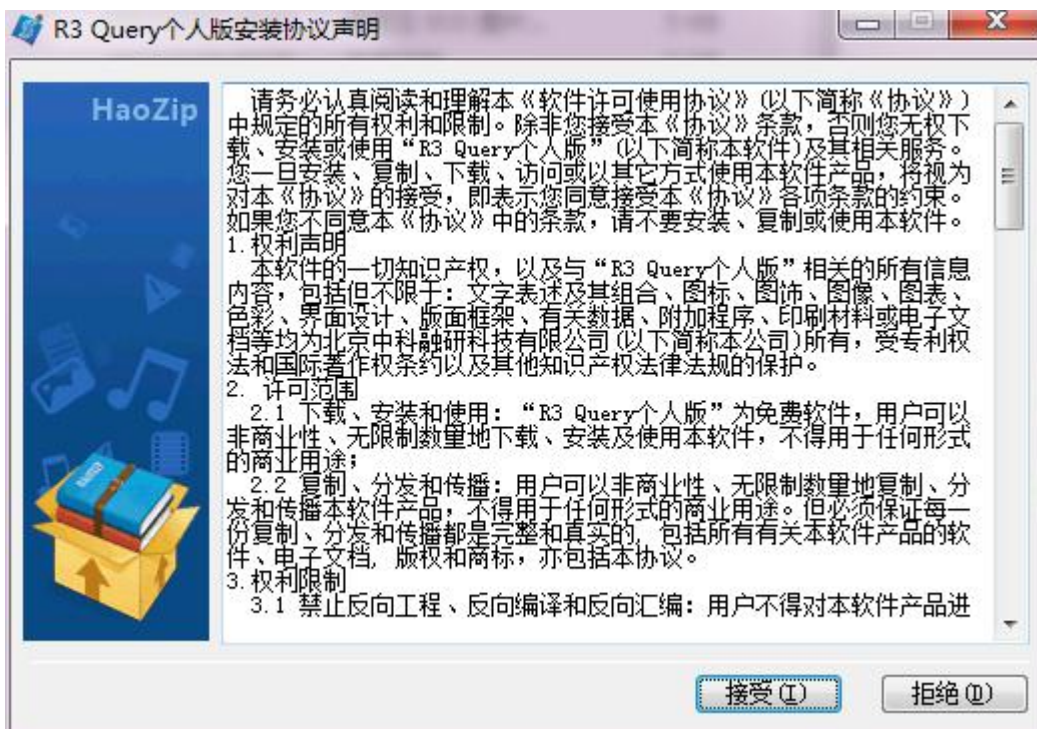 R3 Query个人版安装协议声明
HaoZip
请务必认真阅读和理解本《软件许可使用协议》(以下简称《协议》)
中规定的所有权利和限制。除非您接受本《协议》条款，否则您无权下
载、安装或使用“R3 Query个人版”(以下简称本软件)及其相关服务。
您一旦安装、复制、下载、访问或以其它方式使用本软件产品，将视为
对本《协议》的接受，即表示您同意接受本《协议》各项条款的约束。
如果您不同意本《协议》中的条款，请不要安装、复制或使用本软件。
1.权利声明
本软件的一切知识产权，以及与“R3 Query个人版”相关的所有信息
内容，包括但不限于：文字表述及其组合、图标、图饰、图像、图表、
色彩、界面设计、版面框架、有关数据、附加程序、印刷材料或电子文
档等均为北京中科融研科技有限公司(以下简称本公司)所有，受专利权
法和国际著作权条约以及其他知识产权法律法规的保护。
2. 许可范围
2.1 下载、安装和使用：“R3 Query个人版”为免费软件，用户可以
非商业性、无限制数量地下载、安装及使用本软件，不得用于任何形式
的商业用途；
2.2 复制、分发和传播：用户可以非商业性、无限制数量地复制、分
发和传播本软件产品，不得用于任何形式的商业用途。但必须保证每一
份复制、分发和传播都是完整和真实的, 包括所有有关本软件产品的软
件、电子文档, 版权和商标，亦包括本协议。
3.权利限制
3.1 禁止反向工程、反向编译和反向汇编：用户不得对本软件产品进
接受(I)
拒绝(D)